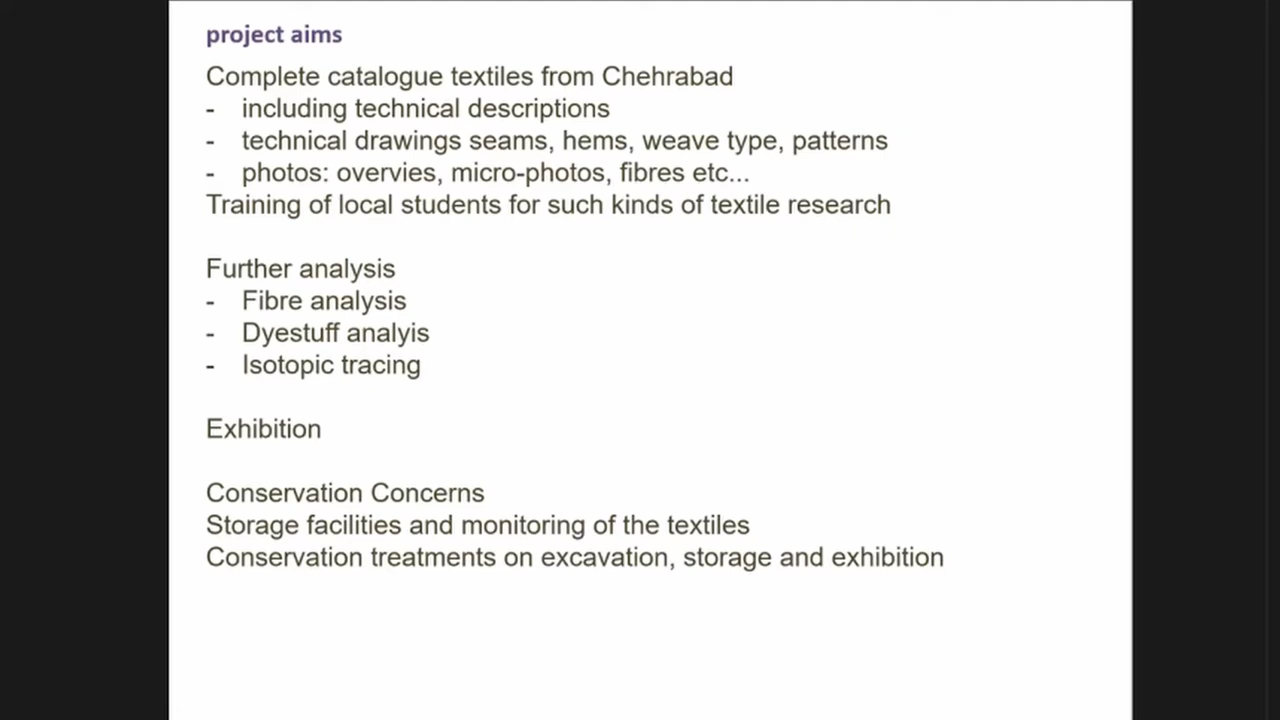 project aims
Complete catalogue textiles from Chehrabad
- including technical descriptions
- technical drawings seams, hems, weave type, patterns
- photos: overvies, micro-photos, fibres etc...
Training of local students for such kinds of textile research
Further analysis
- Fibre analysis
- Dyestuff analyis
- Isotopic tracing
Exhibition
Conservation Concerns
Storage facilities and monitoring of the textiles
Conservation treatments on excavation, storage and exhibition